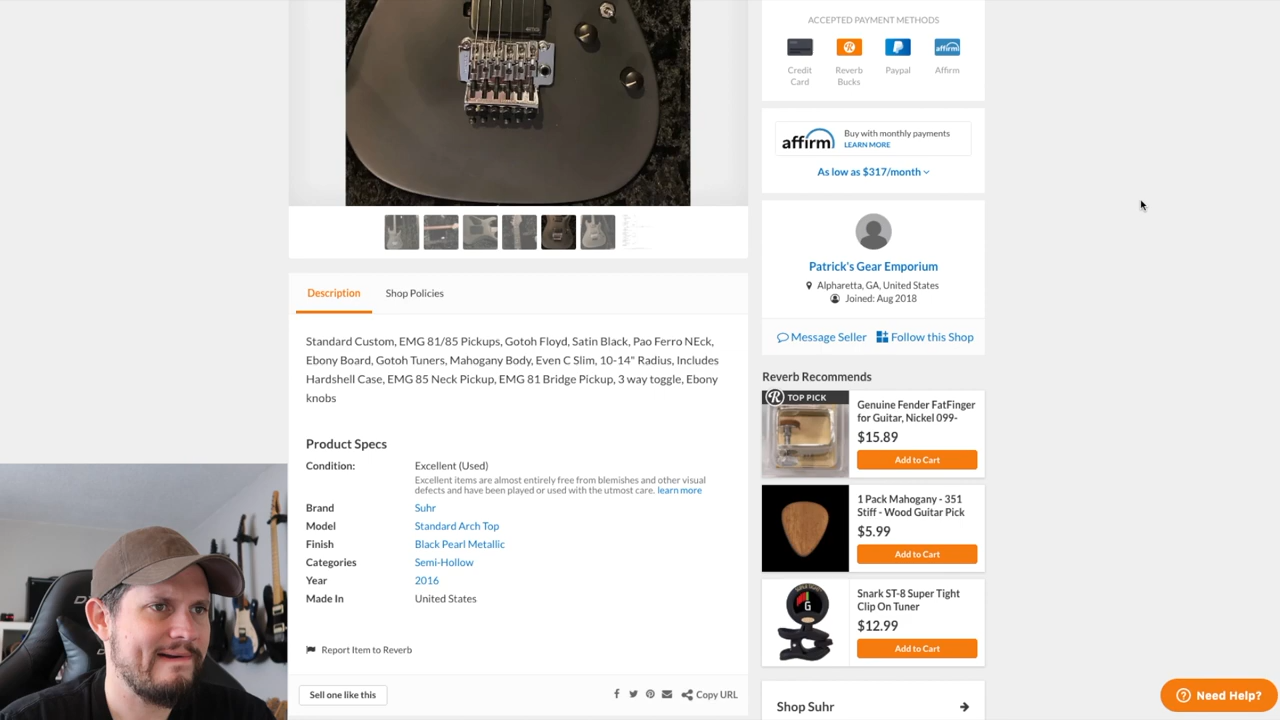 emg
Description
Shop Policies
Standard Custom, EMG 81/85 Pickups, Gotoh Floyd, Satin Black, Pao Ferro NEck,
Ebony Board, Gotoh Tuners, Mahogany Body, Even C Slim, 10-14" Radius, Includes
Hardshell Case, EMG 85 Neck Pickup, EMG 81 Bridge Pickup, 3 way toggle, Ebony
knobs
Product Specs
Condition: Excellent (Used)
Excellent items are almost entirely free from blemishes and other visual
defects and have been played or used with the utmost care. learn more
Brand Suhr
Model Standard Arch Top
Finish Black Pearl Metallic
Categories Semi-Hollow
Year 2016
Made In United States
Report Item to Reverb
Sell one like this
Copy URL
ACCEPTED PAYMENT METHODS
affirm
Credit Card
Reverb Bucks
Paypal
Affirm
affirm
Buy with monthly payments
LEARN MORE
As low as $317/month
Patrick's Gear Emporium
Alpharetta, GA, United States
Joined: Aug 2018
Message Seller
Follow this Shop
Reverb Recommends
R TOP PICK
Genuine Fender FatFinger
for Guitar, Nickel 099-
$15.89
Add to Cart
1 Pack Mahogany - 351
Stiff - Wood Guitar Pick
$5.99
Add to Cart
G
Snark ST-8 Super Tight
Clip On Tuner
$12.99
Add to Cart
Shop Suhr
Need Help?